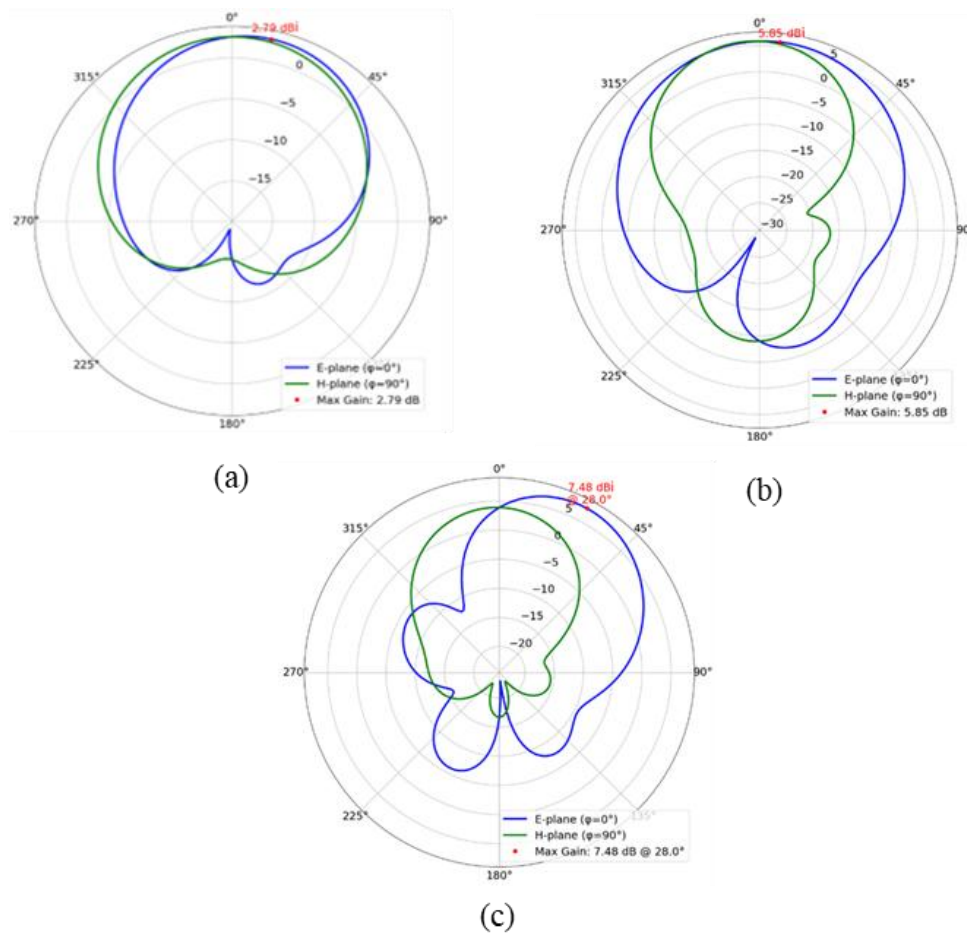 0°
2.79 dBi
0
315°
45°
−5
−10
−15
270°
90°
225°
E-plane (φ=0°)
H-plane (φ=90°)
Max Gain: 2.79 dB
180°
(a)
0°
5.85 dBi
5
315°
45°
0
−5
−10
−15
−20
−25
−30
270°
90
225°
E-plane (φ=0°)
H-plane (φ=90°)
Max Gain: 5.85 dB
180°
(b)
0°
7.48 dBi
@ 28.0°
5
315°
45°
0
−5
−10
−15
−20
270°
90°
225°
135°
E-plane (φ=0°)
H-plane (φ=90°)
Max Gain: 7.48 dB @ 28.0°
180°
(c)